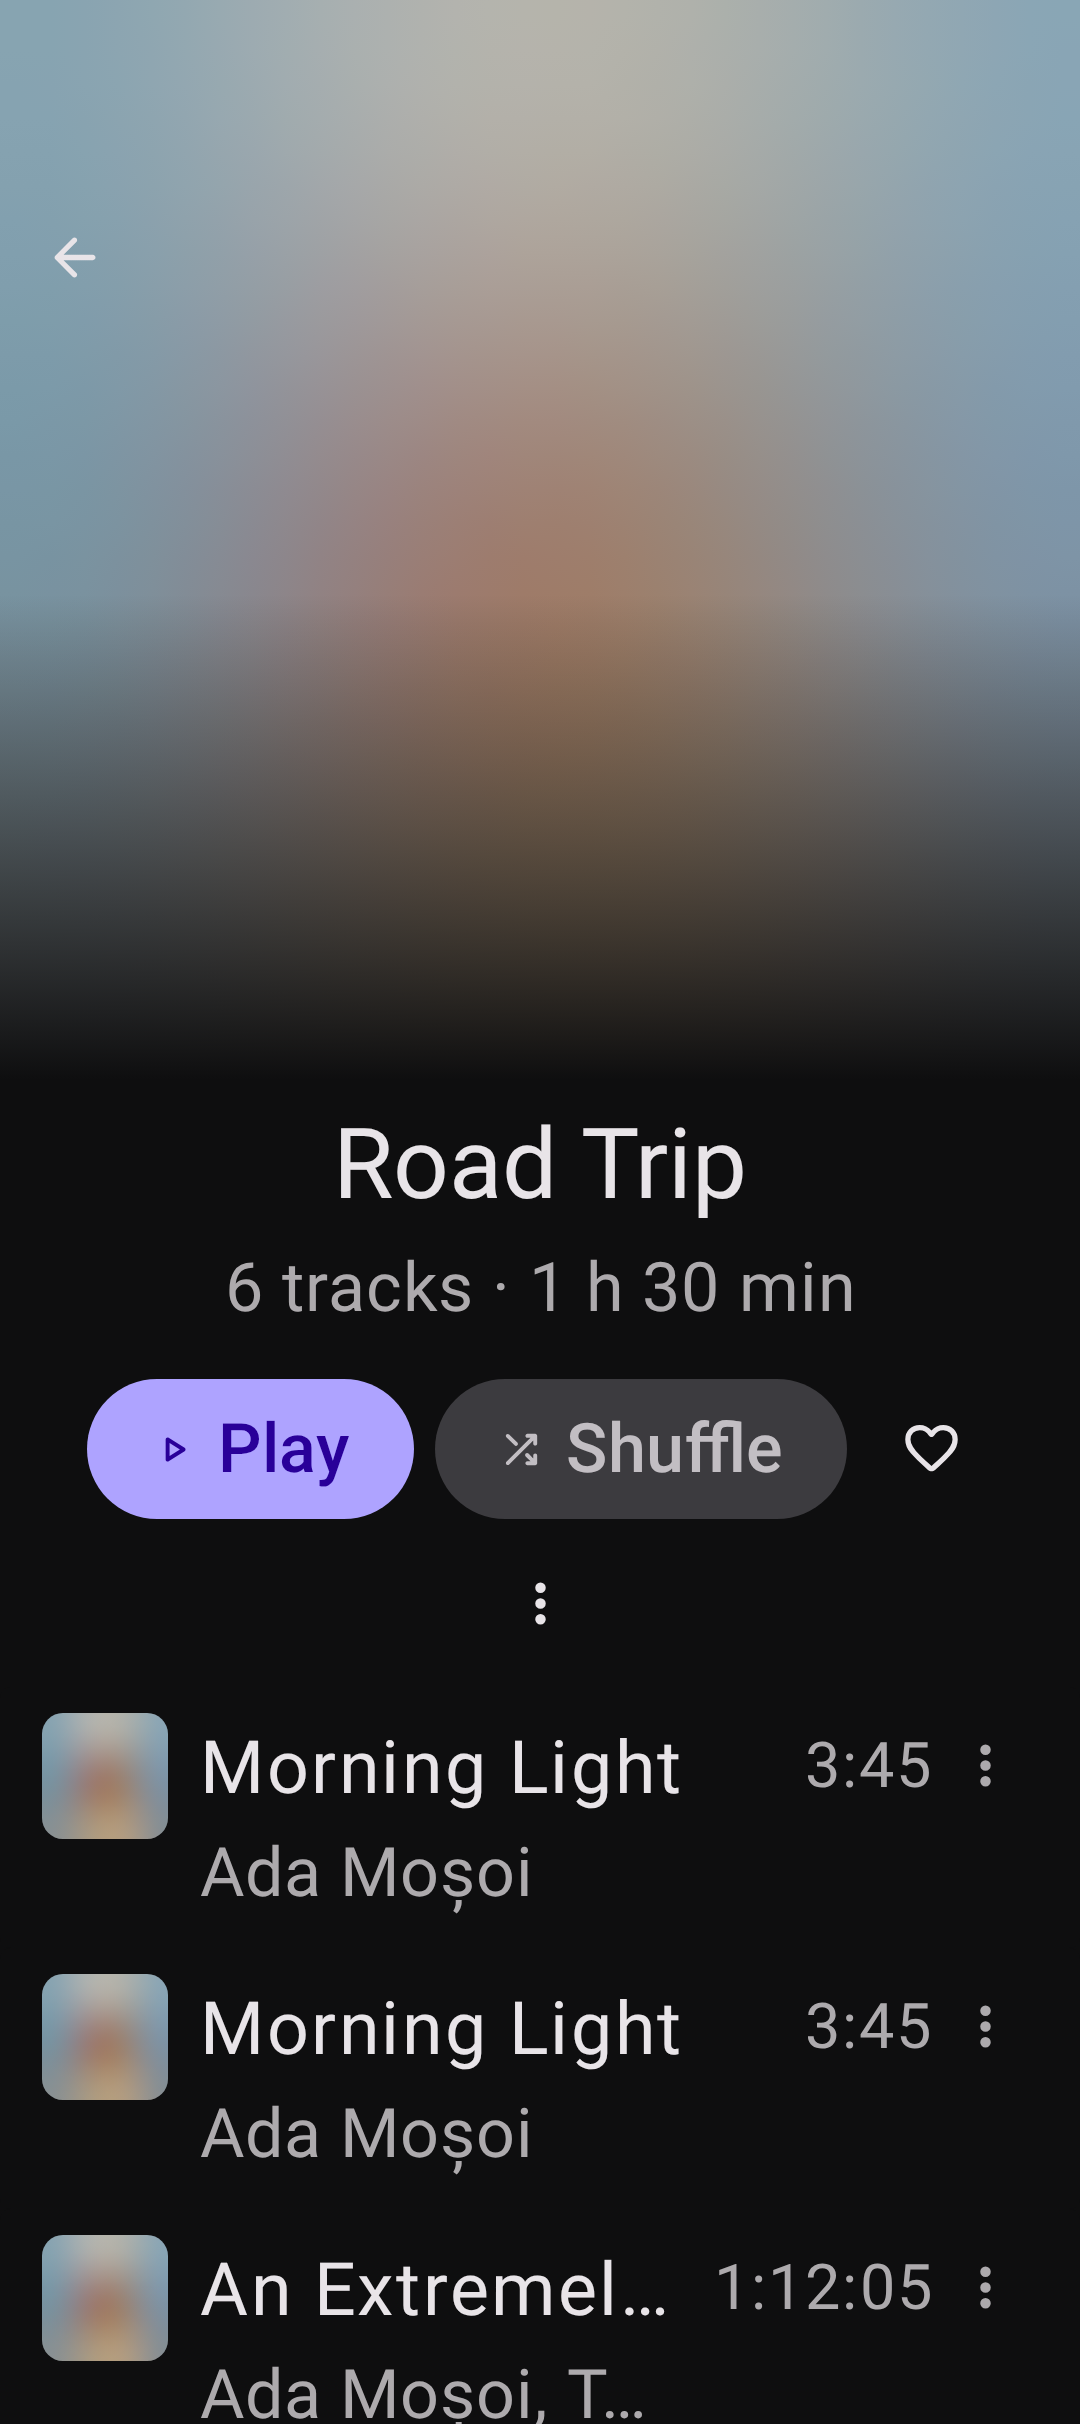 Road Trip
6 tracks · 1 h 30 min
Play
Shuffle
Morning Light
3:45
Ada Moșoi
Morning Light
3:45
Ada Moșoi
An Extremel…
1:12:05
Ada Moșoi, T…